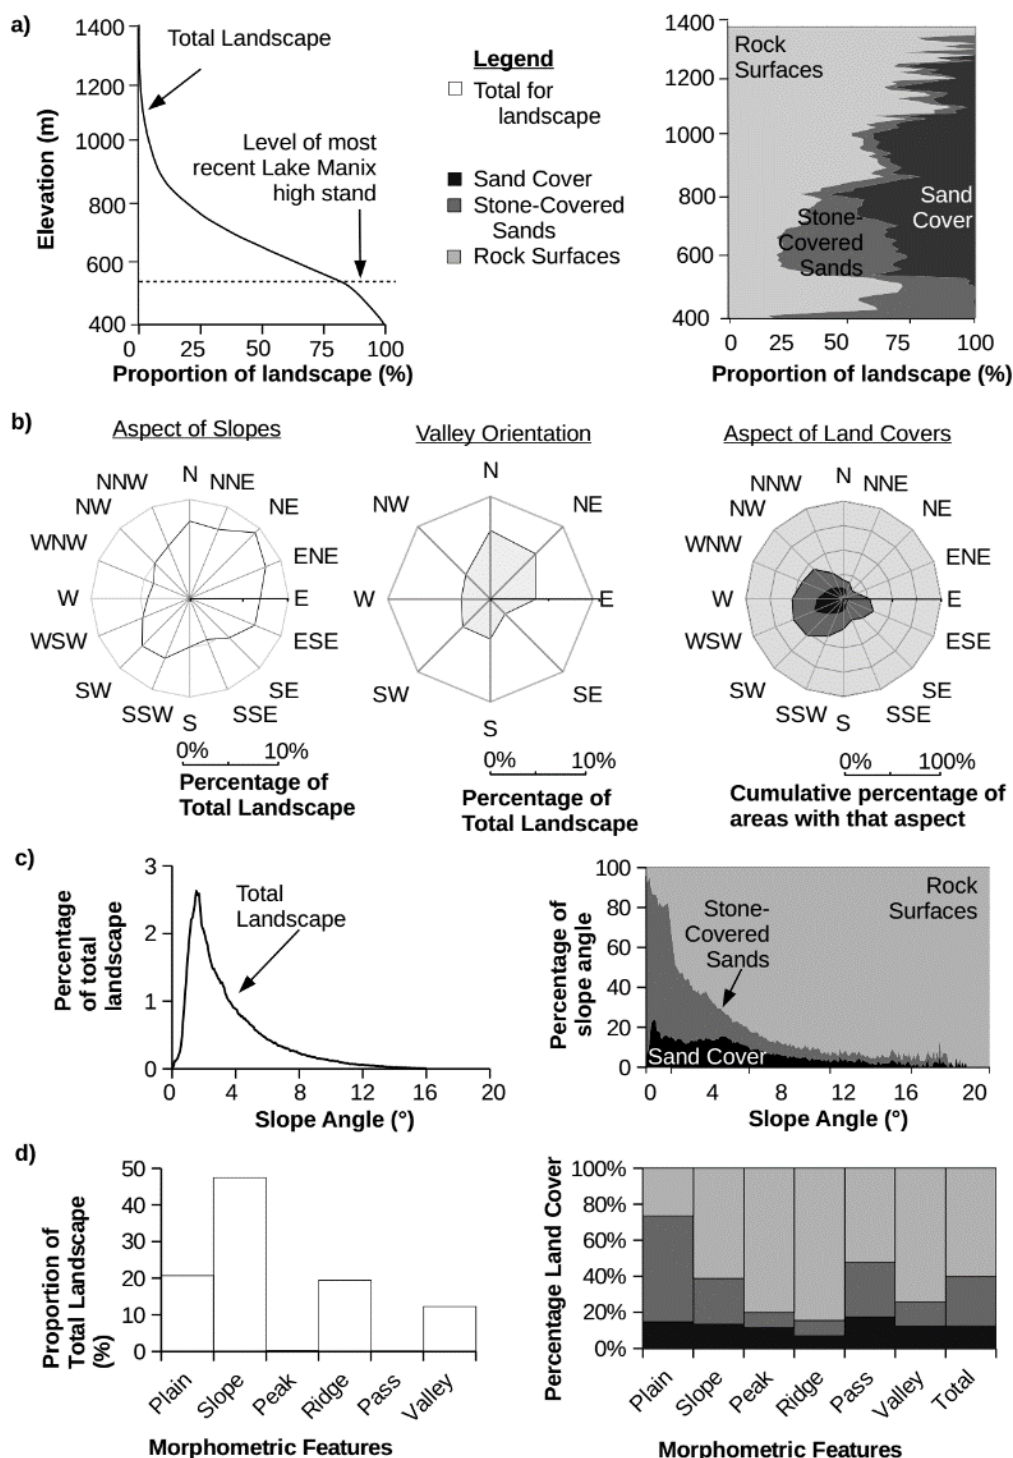 a)
1400
1200
1000
800
600
400
Elevation (m)
Total Landscape
Level of most
recent Lake Manix
high stand
0
25
50
75
100
Proportion of landscape (%)
Legend
Total for
landscape
Sand Cover
Stone-Covered
Sands
Rock Surfaces
1400
1200
1000
800
600
400
Rock
Surfaces
Sand
Cover
Stone-
Covered
Sands
0
25
50
75
100
Proportion of landscape (%)
b)
Aspect of Slopes
N
NNE
NE
ENE
E
ESE
SE
SSE
S
SSW
SW
WSW
W
WNW
NW
NNW
0%
10%
Percentage of
Total Landscape
Valley Orientation
N
NE
E
SE
S
SW
W
NW
0%
10%
Percentage of
Total Landscape
Aspect of Land Covers
N
NNE
NE
ENE
E
ESE
SE
SSE
S
SSW
SW
WSW
W
WNW
NW
NNW
0%
100%
Cumulative percentage of
areas with that aspect
c)
Percentage
of total
landscape
3
2
1
0
Total
Landscape
0
4
8
12
16
20
Slope Angle (°)
Percentage of
slope angle
100
80
60
40
20
0
Rock
Surfaces
Stone-
Covered
Sands
Sand Cover
0
4
8
12
16
20
Slope Angle (°)
d)
Proportion of
Total Landscape
(%)
50
40
30
20
10
0
Plain
Slope
Peak
Ridge
Pass
Valley
Morphometric Features
Percentage Land Cover
100%
80%
60%
40%
20%
0%
Plain
Slope
Peak
Ridge
Pass
Valley
Total
Morphometric Features